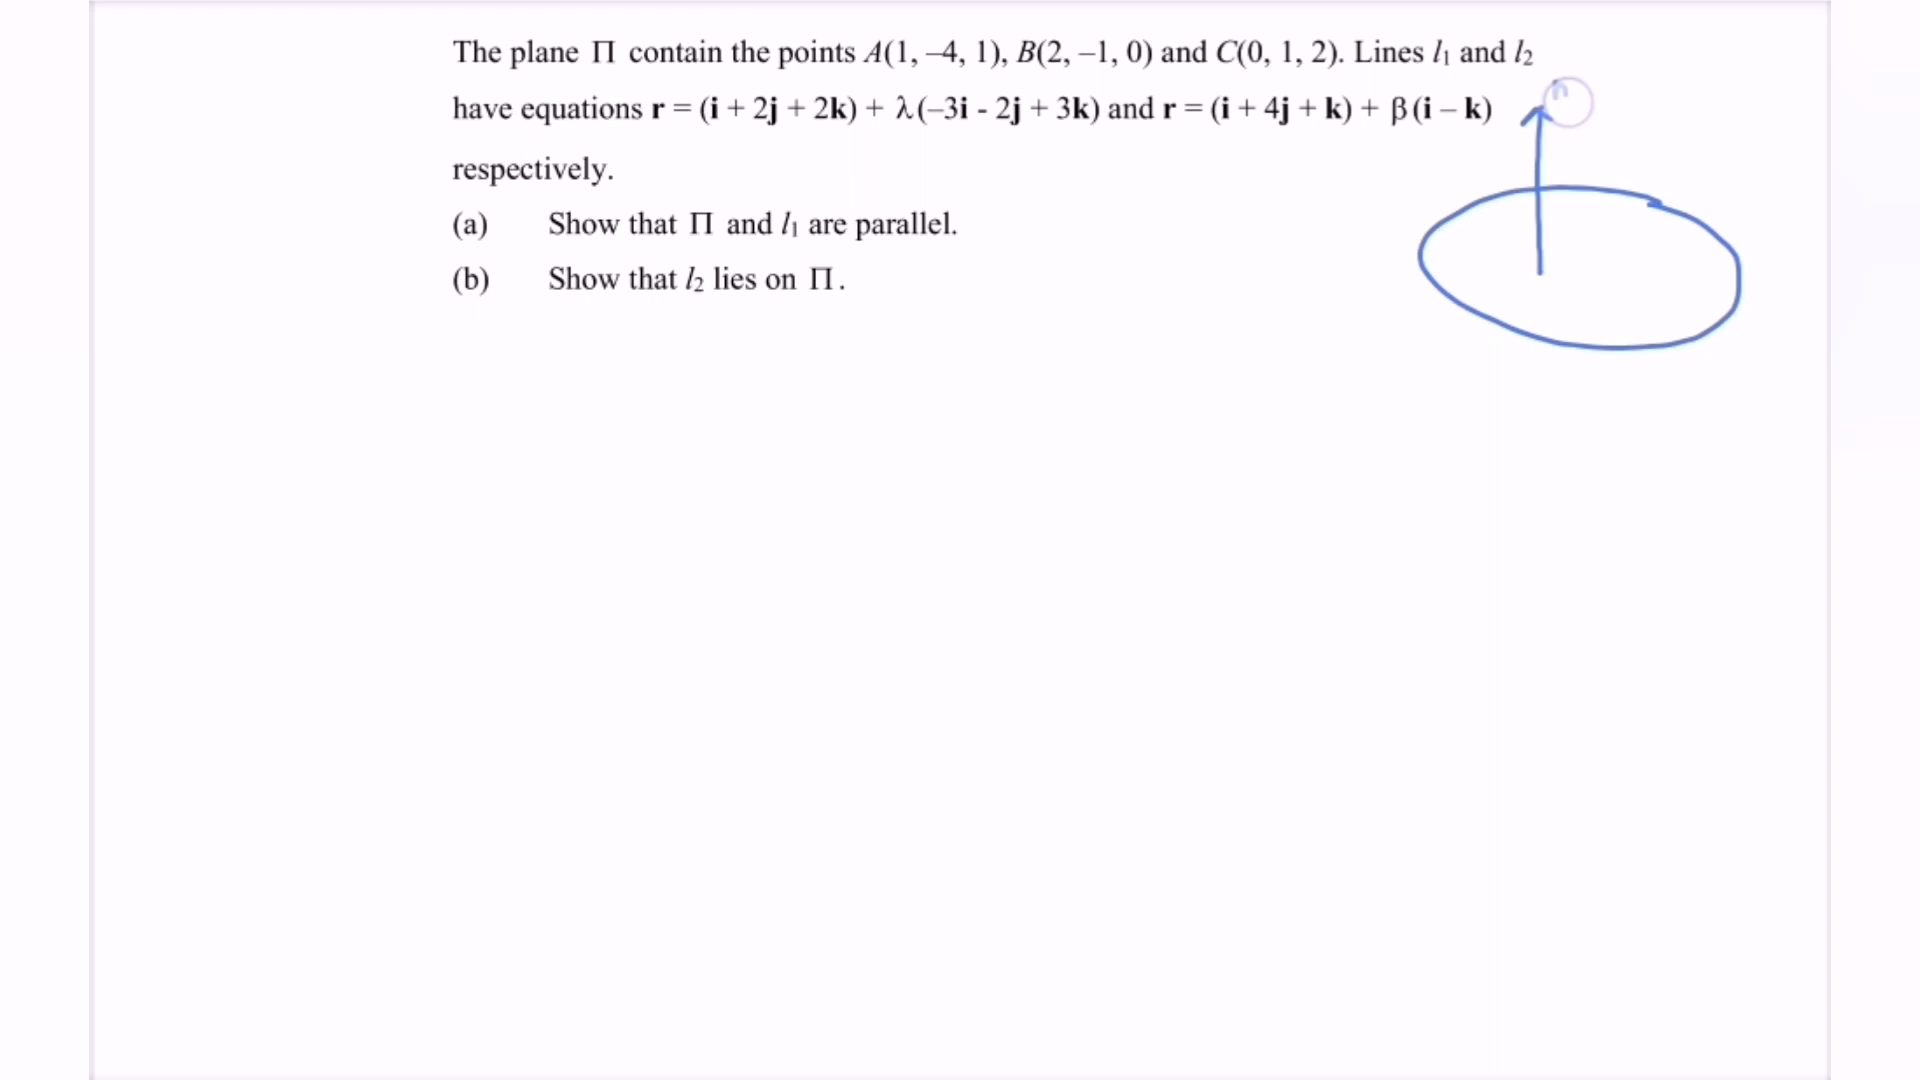 The plane Π contain the points A(1, –4, 1), B(2, –1, 0) and C(0, 1, 2). Lines l₁ and l₂
have equations r = (i + 2j + 2k) + λ(–3i - 2j + 3k) and r = (i + 4j + k) + β(i – k)
respectively.
(a) Show that Π and l₁ are parallel.
(b) Show that l₂ lies on Π.
n